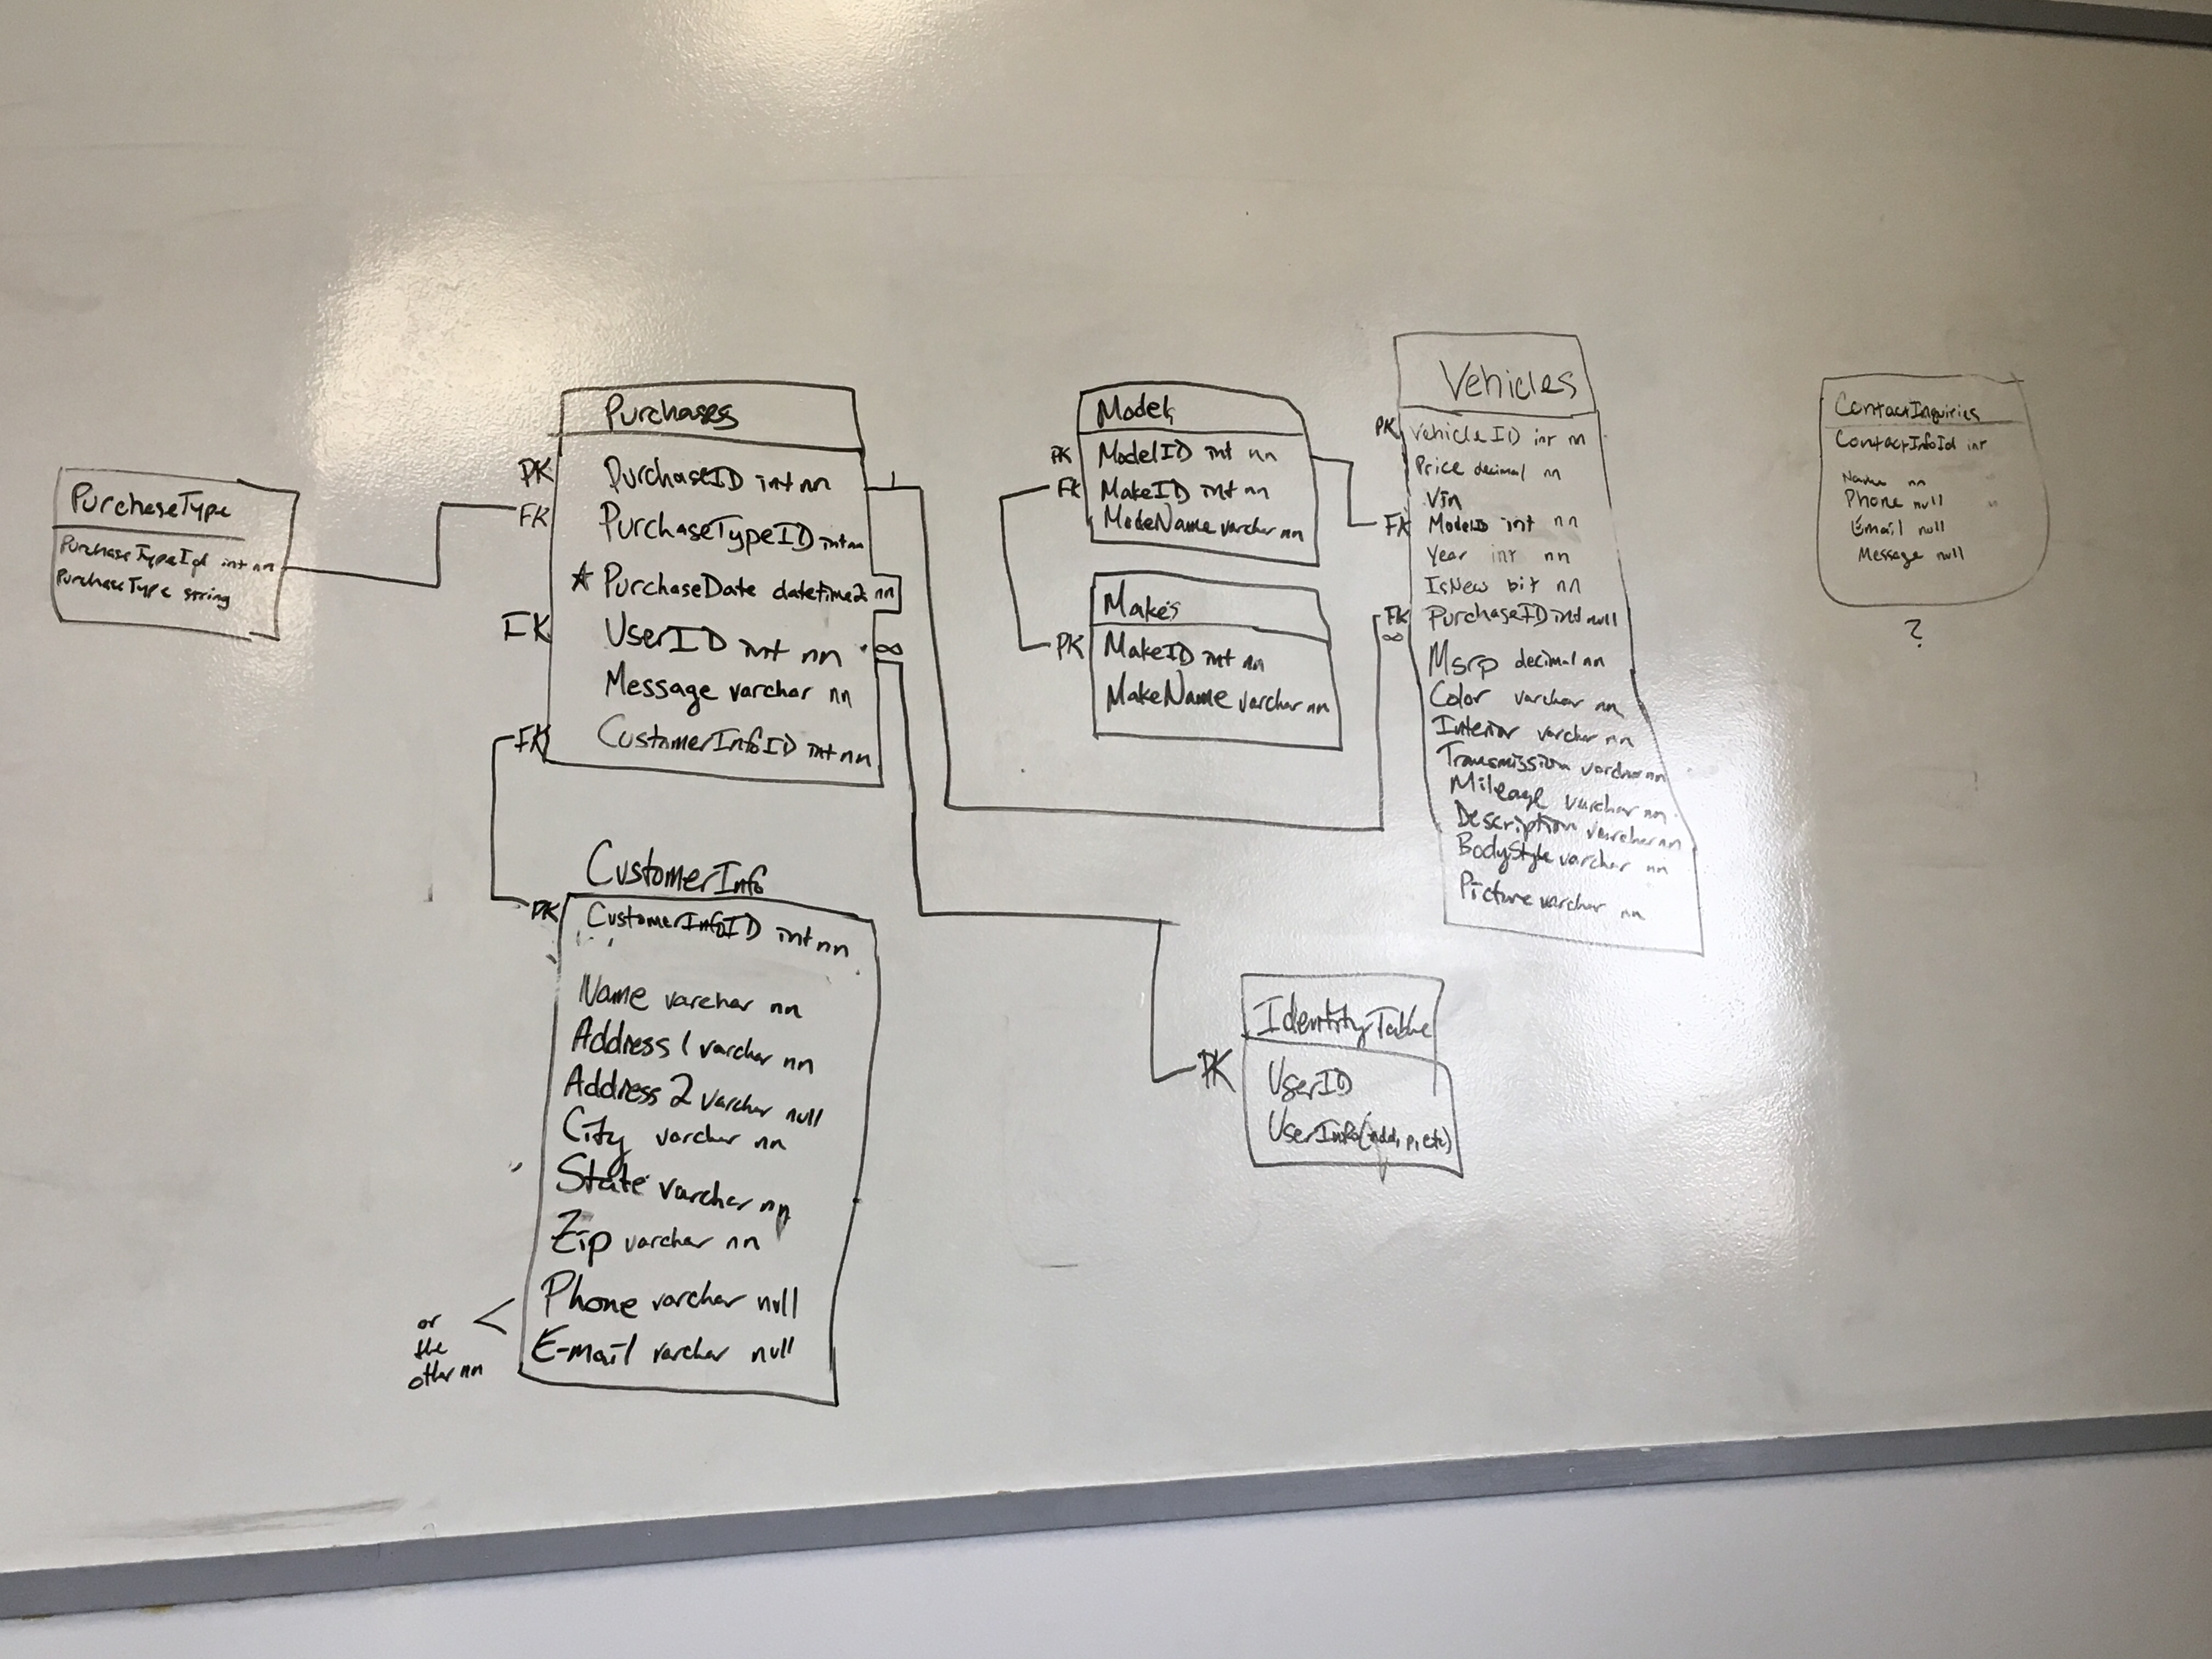 PurchaseType
PurchaseTypeId int nn
PurchaseType string
Purchases
PK PurchaseID int nn 1
FK PurchaseTypeID int nn
☆ PurchaseDate datetime2 nn
FK UserID int nn ∞
Message varchar nn
FK CustomerInfoID int nn
CustomerInfo
PK CustomerInfoID int nn
Name varchar nn
Address 1 varchar nn
Address 2 varchar null
City varchar nn
State varchar nn
Zip varchar nn
Phone varchar null
E-mail varchar null
or
the
other nn
Models
PK ModelID int nn
FK MakeID int nn
ModeName varchar nn
Makes
PK MakeID int nn
MakeName varchar nn
Vehicles
PK VehicleID int nn
Price decimal nn
Vin
FK ModelID int nn
Year int nn
IsNew bit nn
FK PurchaseID int null
∞
Msrp decimal nn
Color varchar nn
Interior varchar nn
Transmission varchar nn
Mileage varchar nn
Description varchar nn
BodyStyle varchar nn
Picture varchar nn
IdentityTable
PK UserID
UserInfo(add, p, etc)
ContactInquiries
ContactInfoId int
Name nn
Phone null
Email null
Message null
?